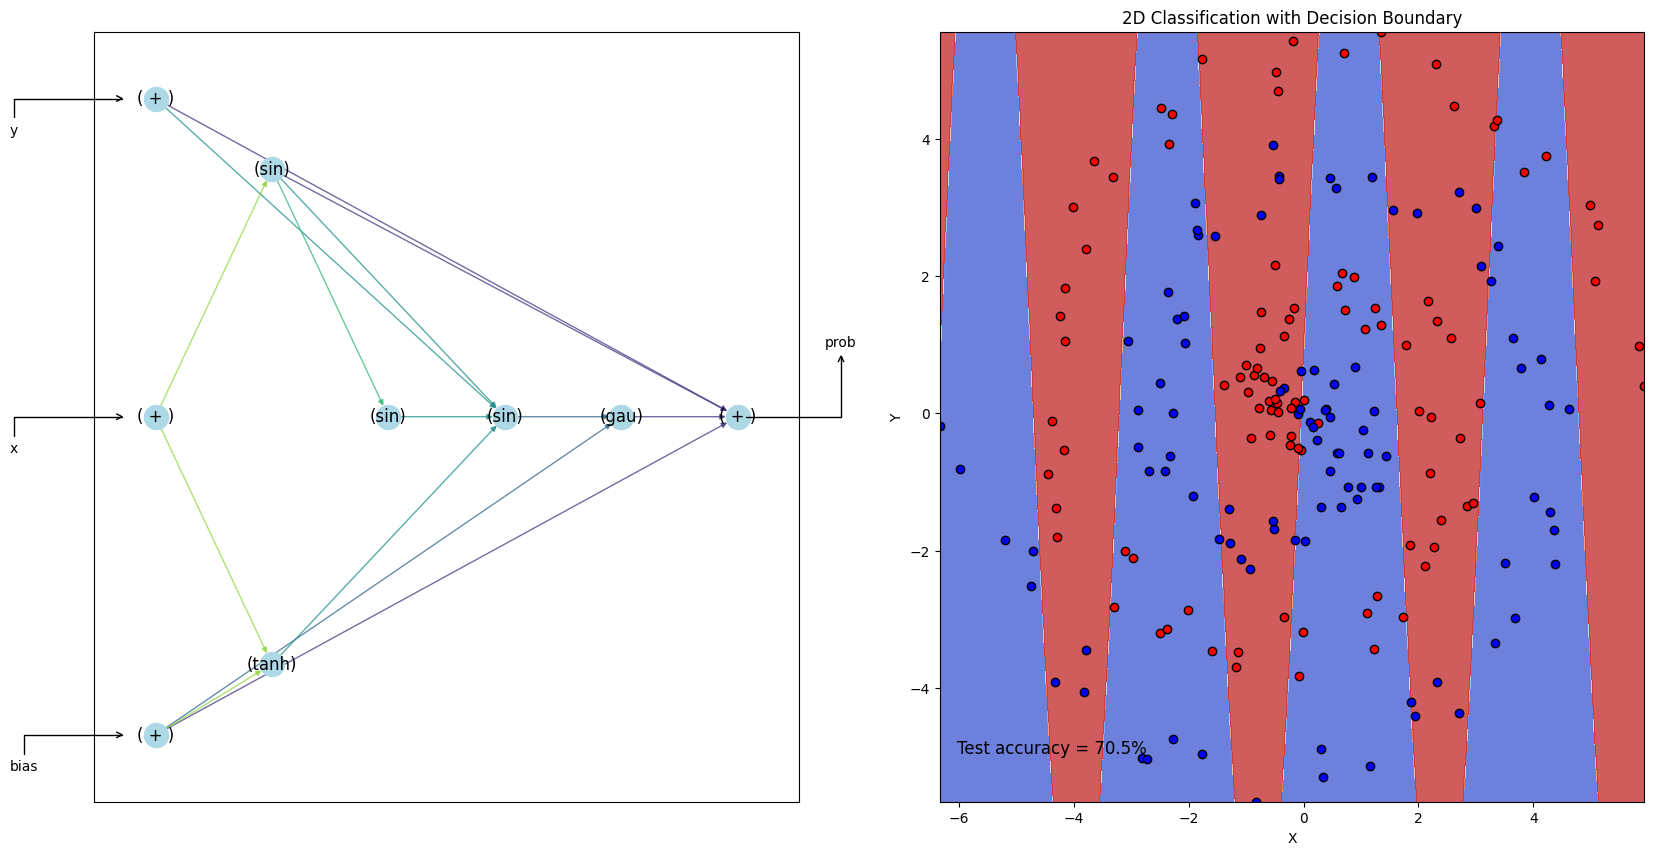 ( + )
y
(sin)
prob
( + )
x
(sin)
(sin)
(gau)
( + )
(tanh)
( + )
bias
2D Classification with Decision Boundary
4
2
0
−2
−4
Y
Test accuracy = 70.5%
−6
−4
−2
0
2
4
X